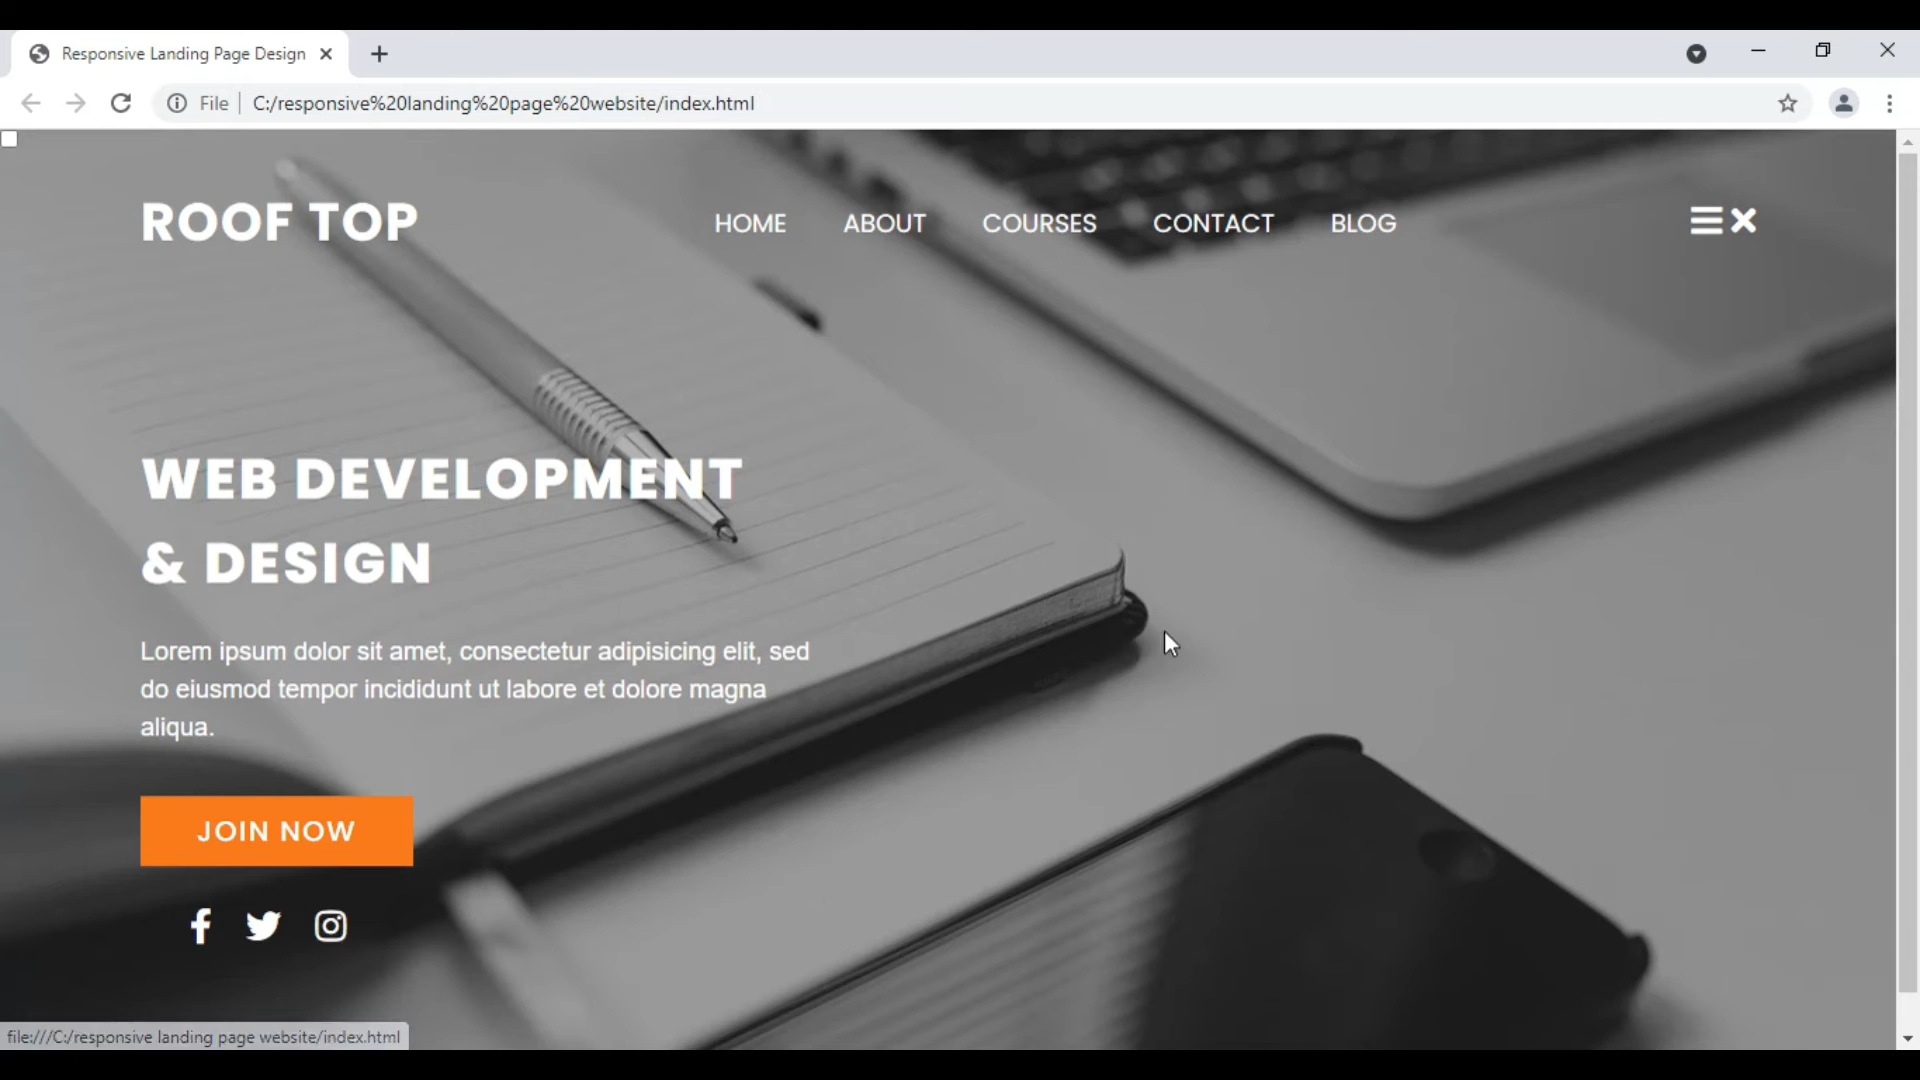 Responsive Landing Page Design
File C:/responsive%20landing%20page%20website/index.html
ROOF TOP HOME ABOUT COURSES CONTACT BLOG
WEB DEVELOPMENT
& DESIGN
Lorem ipsum dolor sit amet, consectetur adipisicing elit, sed
do eiusmod tempor incididunt ut labore et dolore magna
aliqua.
JOIN NOW
file:///C:/responsive landing page website/index.html